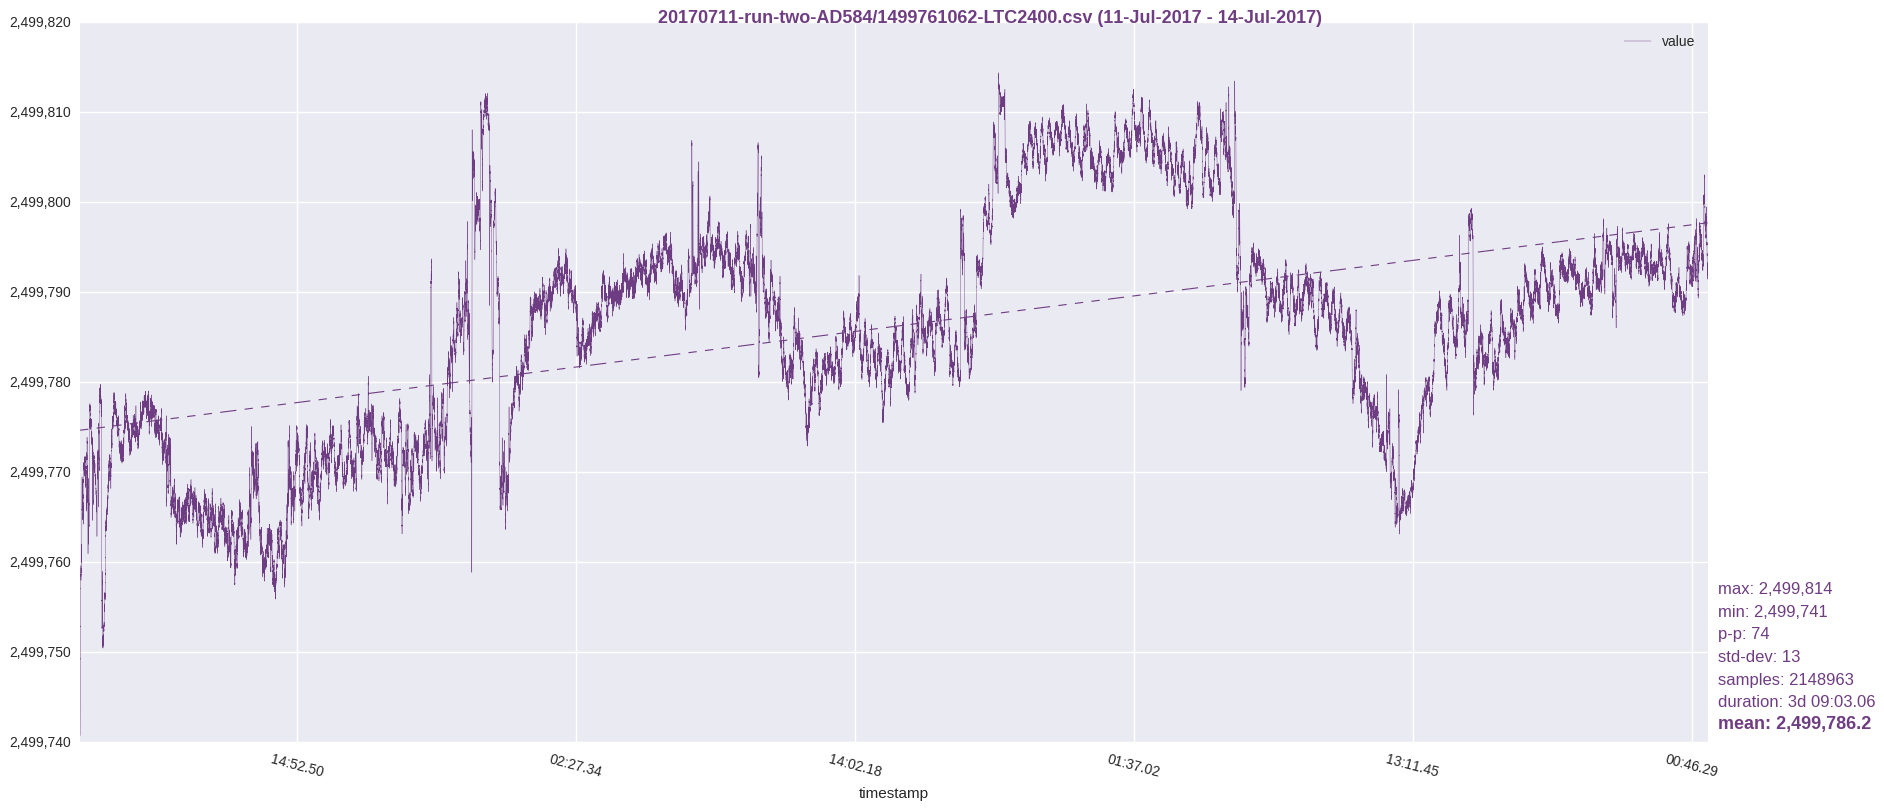 20170711-run-two-AD584/1499761062-LTC2400.csv (11-Jul-2017 - 14-Jul-2017)
value
2,499,820
2,499,810
2,499,800
2,499,790
2,499,780
2,499,770
2,499,760
2,499,750
2,499,740
max: 2,499,814
min: 2,499,741
p-p: 74
std-dev: 13
samples: 2148963
duration: 3d 09:03.06
mean: 2,499,786.2
14:52.50
02:27.34
14:02.18
01:37.02
13:11.45
00:46.29
timestamp